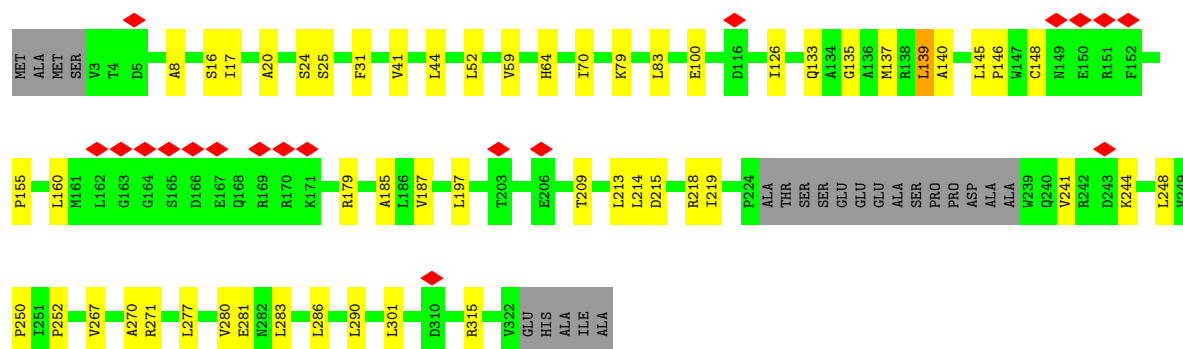 MET ALA MET SER V3 T4 D5 A8 S16 I17 A20 S24 S25 F31 V41 L44 L52 V59 H64 I70 K79 L83 E100 D116 I126 Q133 A134 G135 A136 M137 R138 L139 A140 L145 P146 W147 C148 N149 E150 R151 F152
P155 L160 M161 L162 G163 G164 S165 D166 E167 Q168 R169 R170 K171 R179 A185 L186 V187 L197 T203 E206 T209 L213 L214 D215 R218 I219 P224 ALA THR SER SER GLU GLU GLU ALA SER PRO PRO ASP ALA ALA W239 Q240 V241 R242 D243 K244 L248 V249
P250 I251 P252 V267 A270 R271 L277 V280 E281 N282 L283 L286 L290 L301 D310 R315 V322 GLU HIS ALA ILE ALA